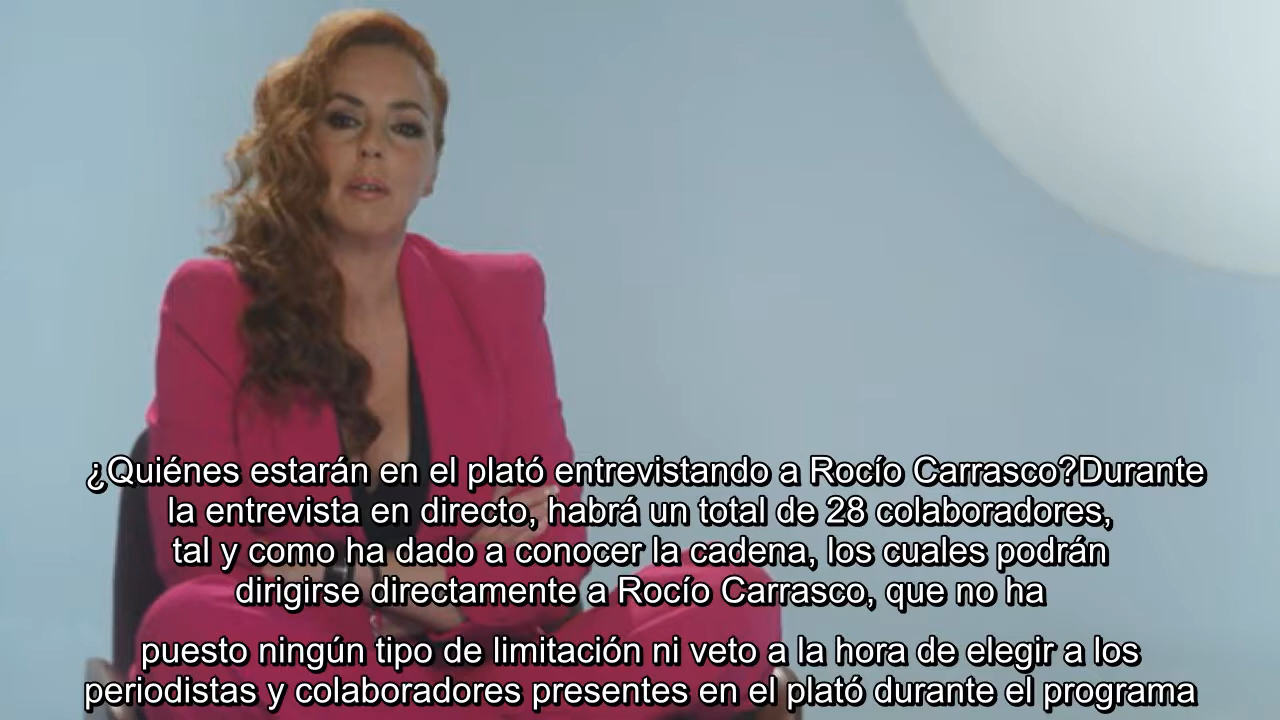 ¿Quiénes estarán en el plató entrevistando a Rocío Carrasco?Durante
la entrevista en directo, habrá un total de 28 colaboradores,
tal y como ha dado a conocer la cadena, los cuales podrán
dirigirse directamente a Rocío Carrasco, que no ha
puesto ningún tipo de limitación ni veto a la hora de elegir a los
periodistas y colaboradores presentes en el plató durante el programa